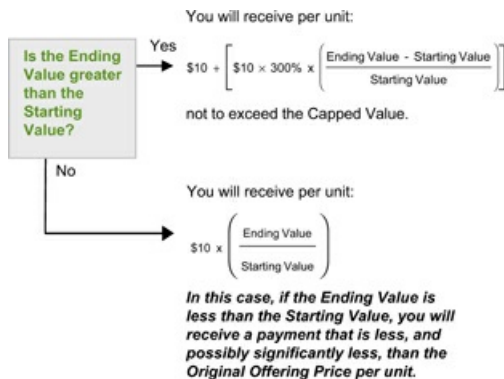 You will receive per unit:
Is the Ending
Value greater
than the
Starting
Value?
Yes
$10 + [ $10 × 300% x ( Ending Value - Starting Value
Starting Value ) ]
not to exceed the Capped Value.
No
You will receive per unit:
$10 x ( Ending Value
Starting Value )
In this case, if the Ending Value is
less than the Starting Value, you will
receive a payment that is less, and
possibly significantly less, than the
Original Offering Price per unit.